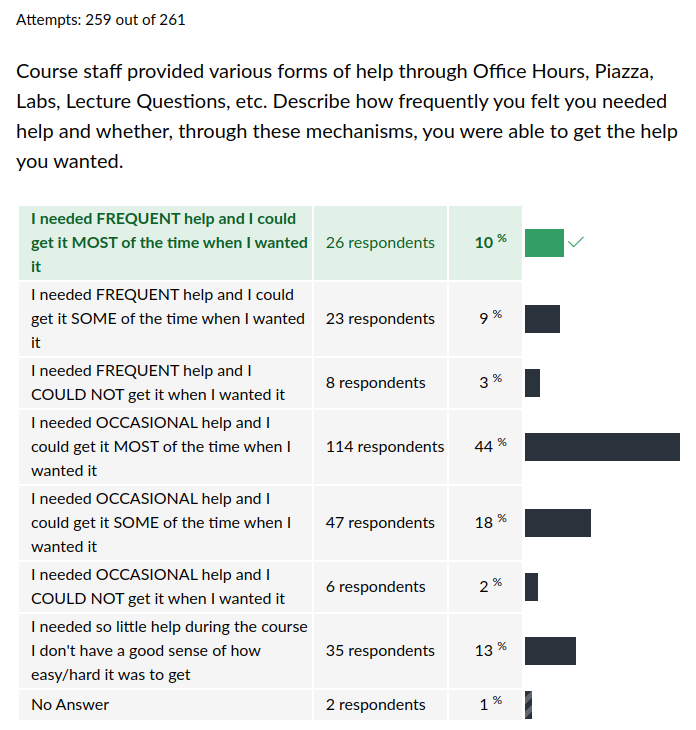 Attempts: 259 out of 261
Course staff provided various forms of help through Office Hours, Piazza,
Labs, Lecture Questions, etc. Describe how frequently you felt you needed
help and whether, through these mechanisms, you were able to get the help
you wanted.
I needed FREQUENT help and I could
get it MOST of the time when I wanted
it
26 respondents
10 %
I needed FREQUENT help and I could
get it SOME of the time when I wanted
it
23 respondents
9 %
I needed FREQUENT help and I
COULD NOT get it when I wanted it
8 respondents
3 %
I needed OCCASIONAL help and I
could get it MOST of the time when I
wanted it
114 respondents
44 %
I needed OCCASIONAL help and I
could get it SOME of the time when I
wanted it
47 respondents
18 %
I needed OCCASIONAL help and I
COULD NOT get it when I wanted it
6 respondents
2 %
I needed so little help during the course
I don't have a good sense of how
easy/hard it was to get
35 respondents
13 %
No Answer
2 respondents
1 %